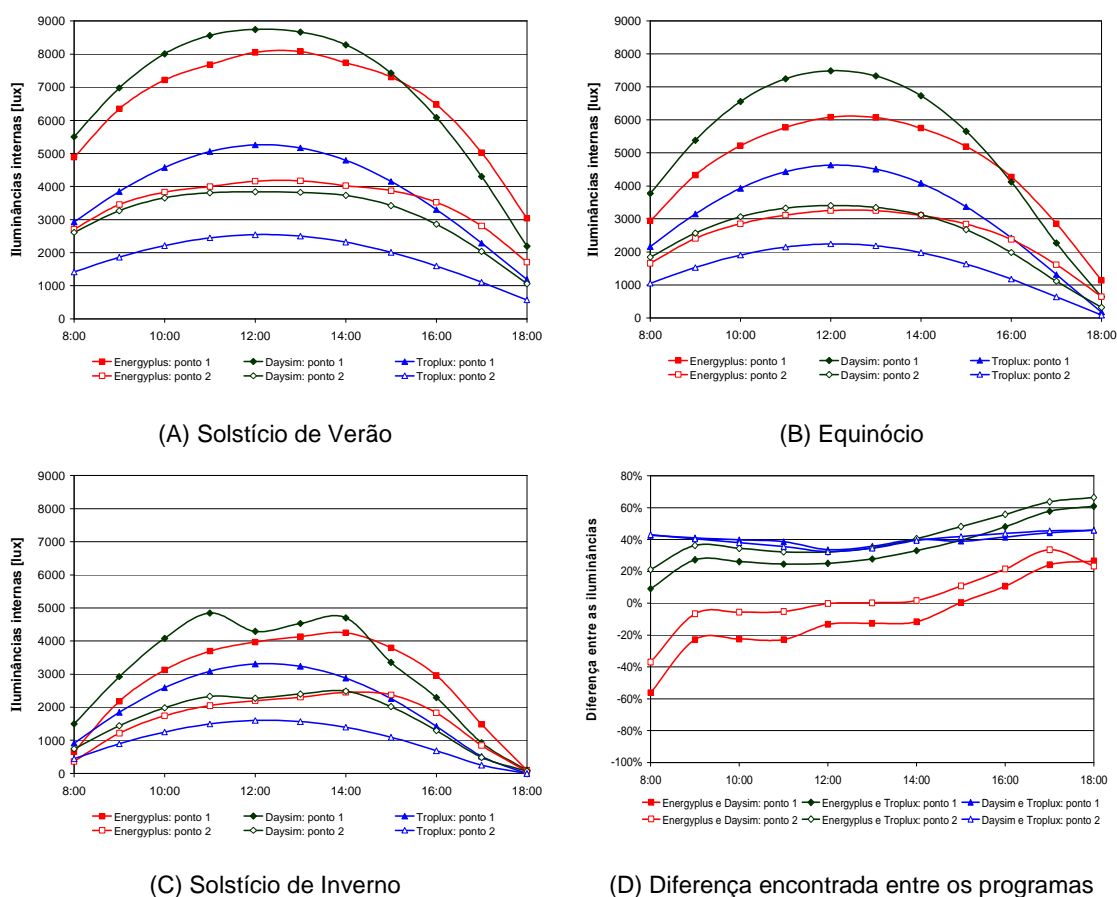 Iluminâncias internas [lux]
9000
8000
7000
6000
5000
4000
3000
2000
1000
0
8:00 10:00 12:00 14:00 16:00 18:00
Energyplus: ponto 1 Daysim: ponto 1 Troplux: ponto 1
Energyplus: ponto 2 Daysim: ponto 2 Troplux: ponto 2
(A) Solstício de Verão
Iluminâncias internas [lux]
9000
8000
7000
6000
5000
4000
3000
2000
1000
0
8:00 10:00 12:00 14:00 16:00 18:00
Energyplus: ponto 1 Daysim: ponto 1 Troplux: ponto 1
Energyplus: ponto 2 Daysim: ponto 2 Troplux: ponto 2
(B) Equinócio
Iluminâncias internas [lux]
9000
8000
7000
6000
5000
4000
3000
2000
1000
0
8:00 10:00 12:00 14:00 16:00 18:00
Energyplus: ponto 1 Daysim: ponto 1 Troplux: ponto 1
Energyplus: ponto 2 Daysim: ponto 2 Troplux: ponto 2
(C) Solstício de Inverno
Diferença entre as iluminâncias
80%
60%
40%
20%
0%
-20%
-40%
-60%
-80%
-100%
8:00 10:00 12:00 14:00 16:00 18:00
Energyplus e Daysim: ponto 1 Energyplus e Troplux: ponto 1 Daysim e Troplux: ponto 1
Energyplus e Daysim: ponto 2 Energyplus e Troplux: ponto 2 Daysim e Troplux: ponto 2
(D) Diferença encontrada entre os programas